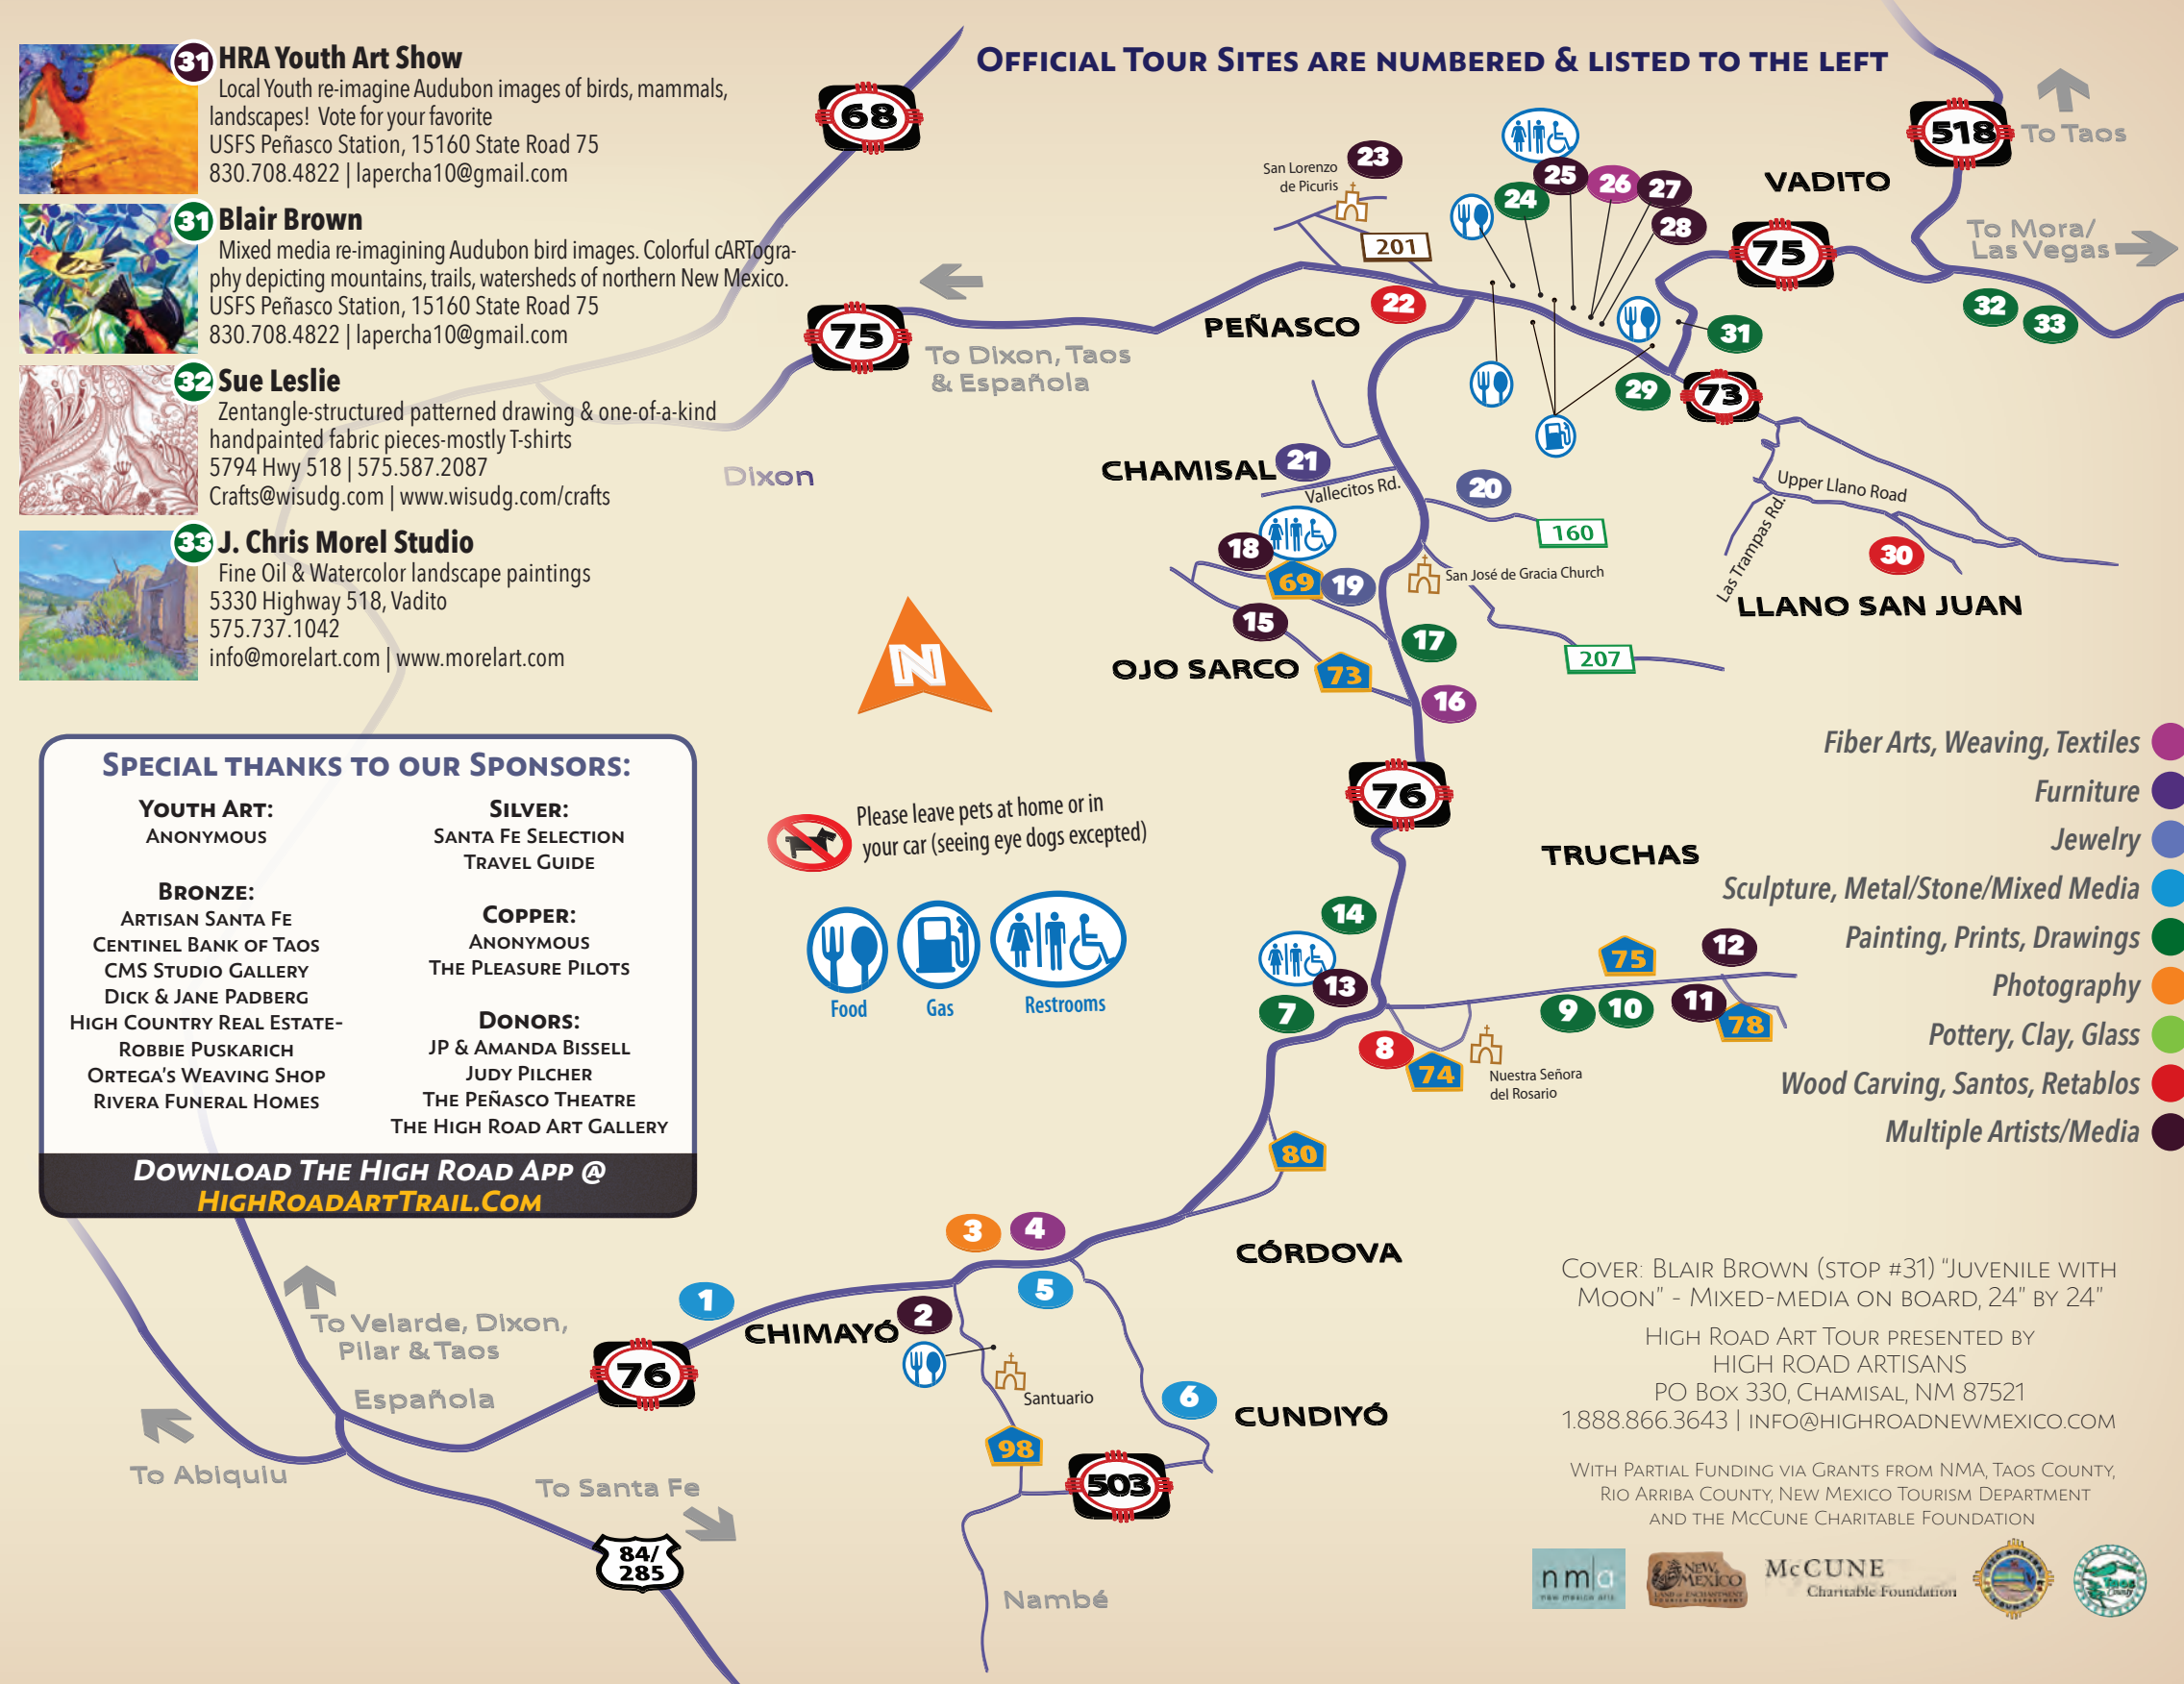 OFFICIAL TOUR SITES ARE NUMBERED & LISTED TO THE LEFT
31 HRA Youth Art Show
Local Youth re-imagine Audubon images of birds, mammals,
landscapes! Vote for your favorite
USFS Peñasco Station, 15160 State Road 75
830.708.4822 | lapercha10@gmail.com
31 Blair Brown
Mixed media re-imagining Audubon bird images. Colorful cARTogra-
phy depicting mountains, trails, watersheds of northern New Mexico.
USFS Peñasco Station, 15160 State Road 75
830.708.4822 | lapercha10@gmail.com
32 Sue Leslie
Zentangle-structured patterned drawing & one-of-a-kind
handpainted fabric pieces-mostly T-shirts
5794 Hwy 518 | 575.587.2087
Crafts@wisudg.com | www.wisudg.com/crafts
33 J. Chris Morel Studio
Fine Oil & Watercolor landscape paintings
5330 Highway 518, Vadito
575.737.1042
info@morelart.com | www.morelart.com
SPECIAL THANKS TO OUR SPONSORS:
YOUTH ART:
ANONYMOUS
BRONZE:
ARTISAN SANTA FE
CENTINEL BANK OF TAOS
CMS STUDIO GALLERY
DICK & JANE PADBERG
HIGH COUNTRY REAL ESTATE-
ROBBIE PUSKARICH
ORTEGA'S WEAVING SHOP
RIVERA FUNERAL HOMES
SILVER:
SANTA FE SELECTION
TRAVEL GUIDE
COPPER:
ANONYMOUS
THE PLEASURE PILOTS
DONORS:
JP & AMANDA BISSELL
JUDY PILCHER
THE PEÑASCO THEATRE
THE HIGH ROAD ART GALLERY
DOWNLOAD THE HIGH ROAD APP @
HIGHROADARTTRAIL.COM
68
75
To Dixon, Taos
& Española
Dixon
N
Please leave pets at home or in
your car (seeing eye dogs excepted)
Food
Gas
Restrooms
San Lorenzo
de Picuris
23
201
22
PEÑASCO
24
25
26
27
28
VADITO
518
To Taos
To Mora/
Las Vegas
75
32
33
31
29
73
Upper Llano Road
Las Trampas Rd.
30
LLANO SAN JUAN
CHAMISAL
21
Vallecitos Rd.
20
160
18
69
19
San José de Gracia Church
15
17
OJO SARCO
73
207
16
76
TRUCHAS
14
13
7
75
12
9
10
11
78
8
74
Nuestra Señora
del Rosario
80
CÓRDOVA
3
4
5
1
2
CHIMAYÓ
76
Santuario
6
CUNDIYÓ
98
503
Nambé
To Velarde, Dixon,
Pilar & Taos
Española
To Abiquiu
To Santa Fe
84/
285
Fiber Arts, Weaving, Textiles
Furniture
Jewelry
Sculpture, Metal/Stone/Mixed Media
Painting, Prints, Drawings
Photography
Pottery, Clay, Glass
Wood Carving, Santos, Retablos
Multiple Artists/Media
COVER: BLAIR BROWN (STOP #31) "JUVENILE WITH
MOON" - MIXED-MEDIA ON BOARD, 24" BY 24"
HIGH ROAD ART TOUR PRESENTED BY
HIGH ROAD ARTISANS
PO BOX 330, CHAMISAL, NM 87521
1.888.866.3643 | INFO@HIGHROADNEWMEXICO.COM
WITH PARTIAL FUNDING VIA GRANTS FROM NMA, TAOS COUNTY,
RIO ARRIBA COUNTY, NEW MEXICO TOURISM DEPARTMENT
AND THE MCCUNE CHARITABLE FOUNDATION
nm|a
new mexico arts
NEW MEXICO
LAND of ENCHANTMENT
TOURISM DEPARTMENT
McCUNE
Charitable Foundation
Taos
County